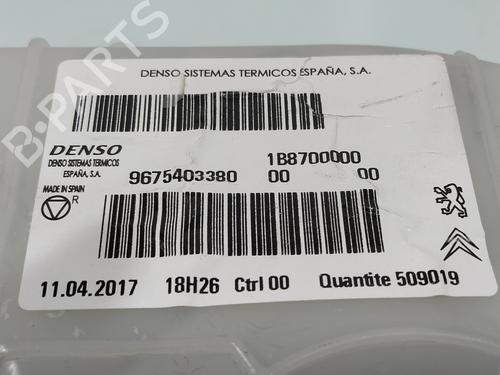 DENSO SISTEMAS TERMICOS ESPAÑA, S.A.
DENSO
DENSO SISTEMAS TERMICOS
ESPAÑA, S.A.
1B8700000
9675403380 00 00
MADE IN SPAIN
R
11.04.2017 18H26 Ctrl 00 Quantite 509019
B-PARTS